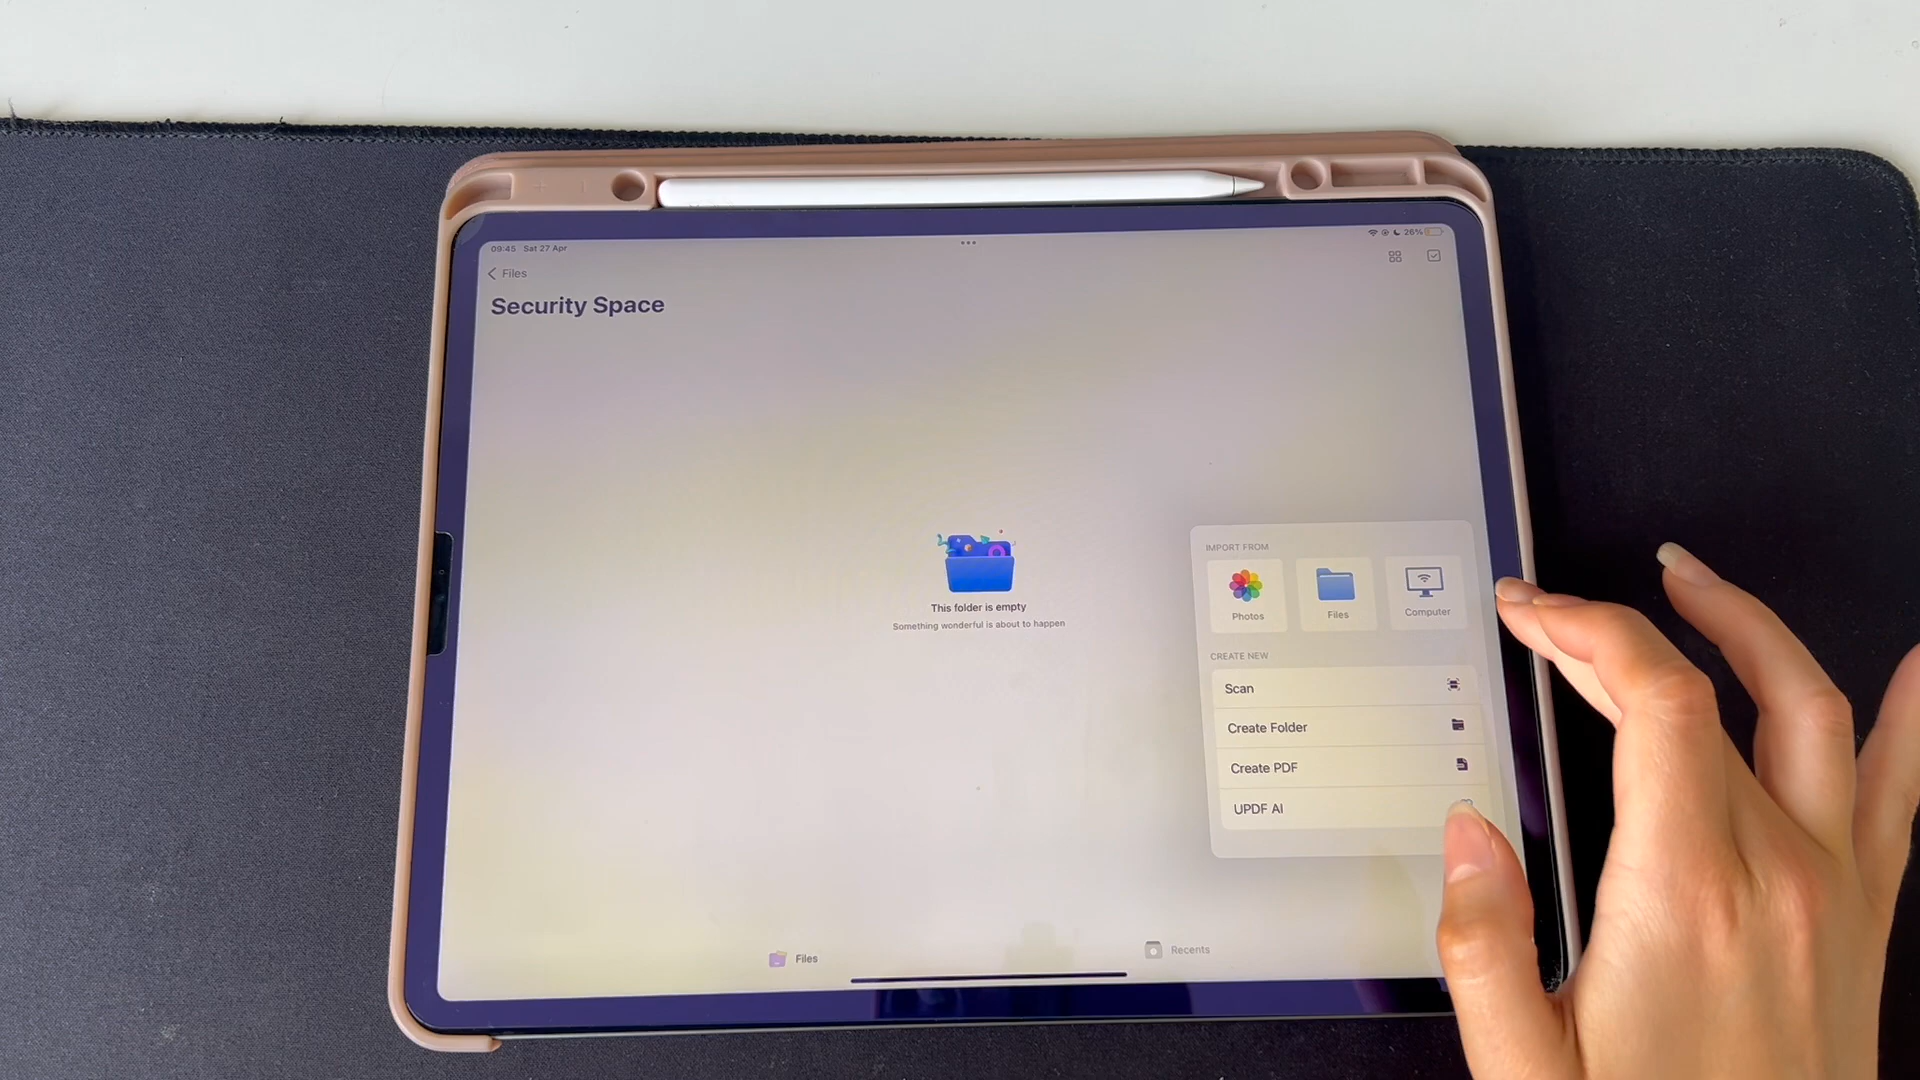 09:45 Sat 27 Apr
26%
Files
Security Space
This folder is empty
Something wonderful is about to happen
IMPORT FROM
Photos
Files
Computer
CREATE NEW
Scan
Create Folder
Create PDF
UPDF AI
Files
Recents